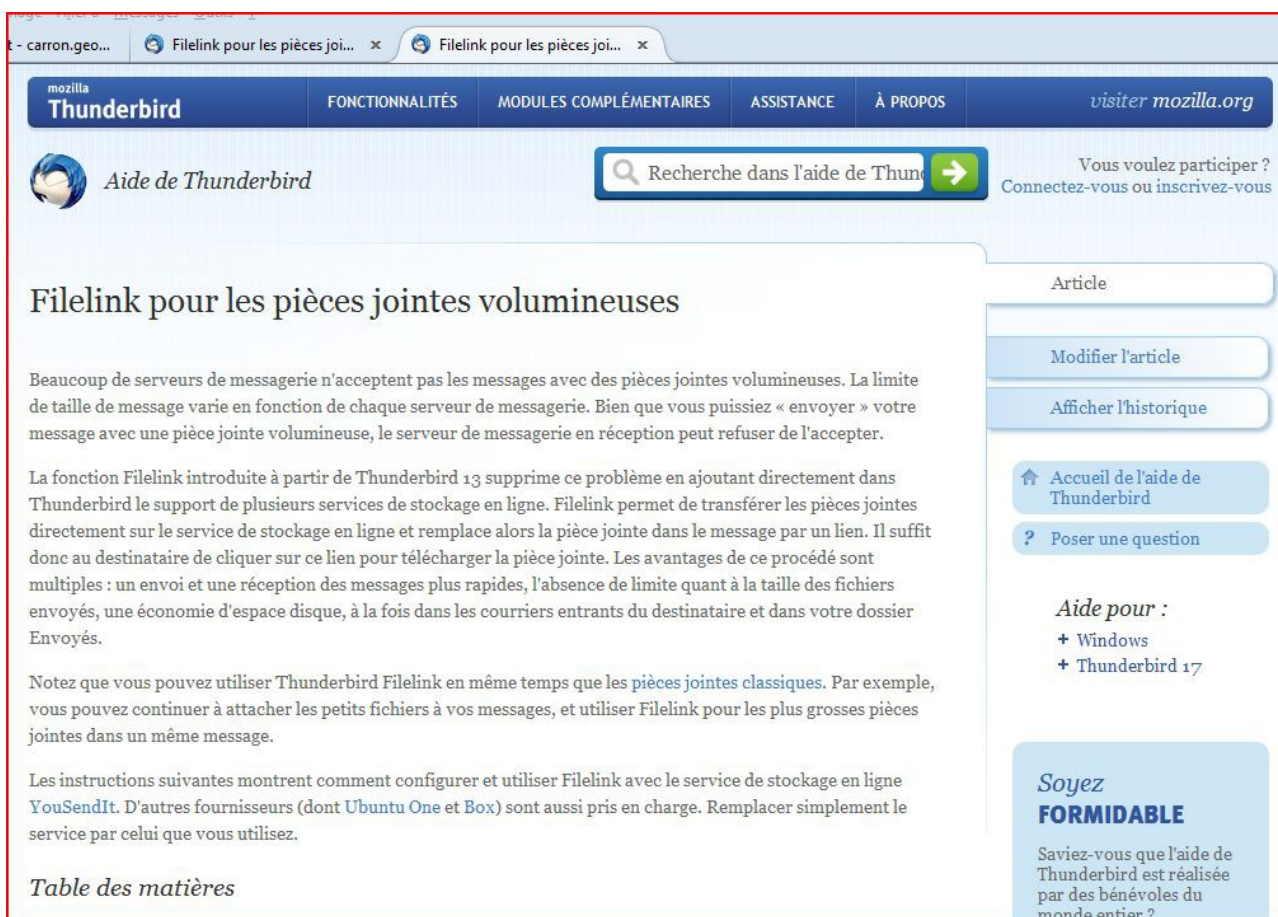 t - carron.geo...
Filelink pour les pièces joi... x
Filelink pour les pièces joi... x
mozilla
Thunderbird
FONCTIONNALITÉS
MODULES COMPLÉMENTAIRES
ASSISTANCE
À PROPOS
visiter mozilla.org
Aide de Thunderbird
Recherche dans l'aide de Thund
Vous voulez participer ?
Connectez-vous ou inscrivez-vous
Filelink pour les pièces jointes volumineuses
Beaucoup de serveurs de messagerie n'acceptent pas les messages avec des pièces jointes volumineuses. La limite
de taille de message varie en fonction de chaque serveur de messagerie. Bien que vous puissiez « envoyer » votre
message avec une pièce jointe volumineuse, le serveur de messagerie en réception peut refuser de l'accepter.
La fonction Filelink introduite à partir de Thunderbird 13 supprime ce problème en ajoutant directement dans
Thunderbird le support de plusieurs services de stockage en ligne. Filelink permet de transférer les pièces jointes
directement sur le service de stockage en ligne et remplace alors la pièce jointe dans le message par un lien. Il suffit
donc au destinataire de cliquer sur ce lien pour télécharger la pièce jointe. Les avantages de ce procédé sont
multiples : un envoi et une réception des messages plus rapides, l'absence de limite quant à la taille des fichiers
envoyés, une économie d'espace disque, à la fois dans les courriers entrants du destinataire et dans votre dossier
Envoyés.
Notez que vous pouvez utiliser Thunderbird Filelink en même temps que les pièces jointes classiques. Par exemple,
vous pouvez continuer à attacher les petits fichiers à vos messages, et utiliser Filelink pour les plus grosses pièces
jointes dans un même message.
Les instructions suivantes montrent comment configurer et utiliser Filelink avec le service de stockage en ligne
YouSendIt. D'autres fournisseurs (dont Ubuntu One et Box) sont aussi pris en charge. Remplacer simplement le
service par celui que vous utilisez.
Table des matières
Article
Modifier l'article
Afficher l'historique
Accueil de l'aide de
Thunderbird
? Poser une question
Aide pour :
+ Windows
+ Thunderbird 17
Soyez
FORMIDABLE
Saviez-vous que l'aide de
Thunderbird est réalisée
par des bénévoles du
monde entier ?